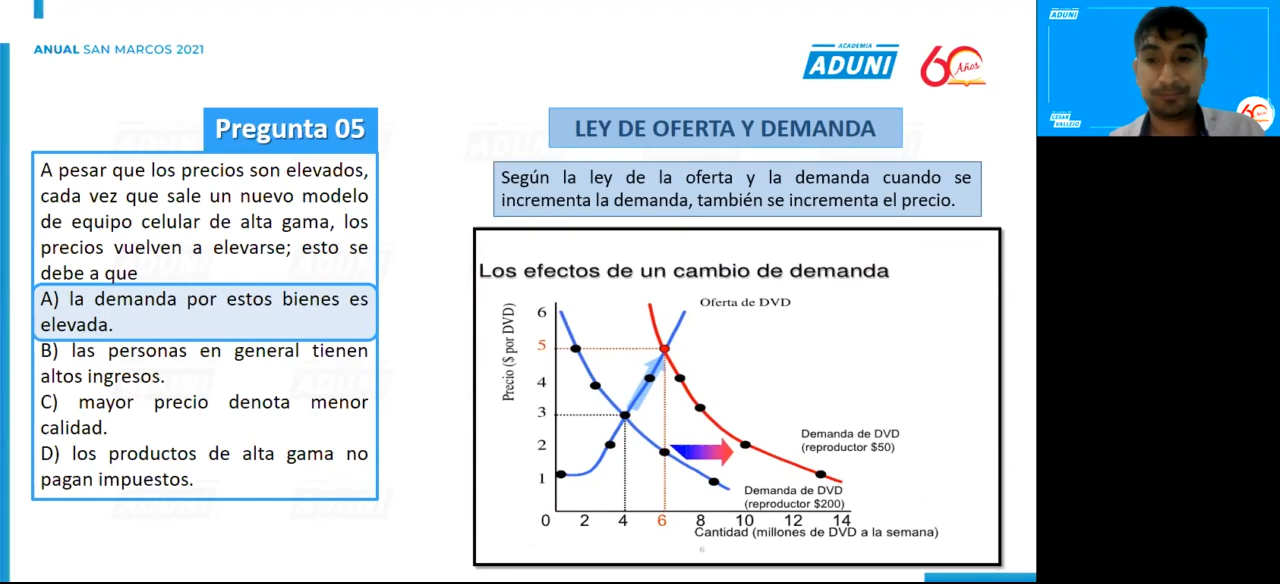 ANUAL SAN MARCOS 2021
ACADEMIA
ADUNI
60 Años
Pregunta 05
A pesar que los precios son elevados,
cada vez que sale un nuevo modelo
de equipo celular de alta gama, los
precios vuelven a elevarse; esto se
debe a que
A) la demanda por estos bienes es
elevada.
B) las personas en general tienen
altos ingresos.
C) mayor precio denota menor
calidad.
D) los productos de alta gama no
pagan impuestos.
LEY DE OFERTA Y DEMANDA
Según la ley de la oferta y la demanda cuando se
incrementa la demanda, también se incrementa el precio.
Los efectos de un cambio de demanda
Precio ($ por DVD)
6
5
4
3
2
1
Oferta de DVD
Demanda de DVD
(reproductor $50)
Demanda de DVD
(reproductor $200)
0 2 4 6 8 10 12 14
Cantidad (millones de DVD a la semana)
6
ADUNI
CÉSAR
VALLEJO
60